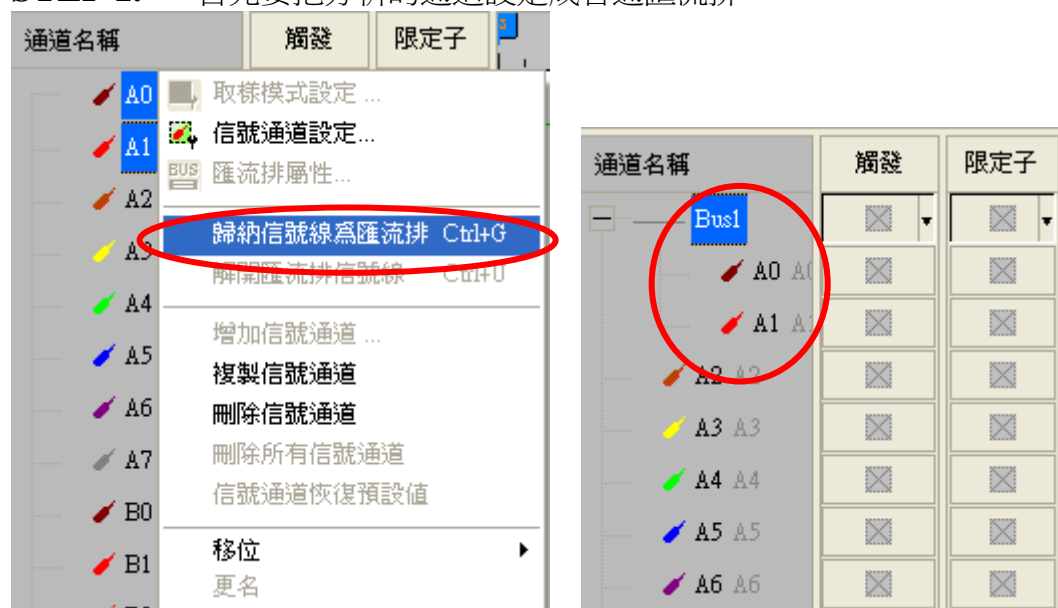 通道名稱 觸發 限定子
A0
A1
A2
A3
A4
A5
A6
A7
B0
B1
取樣模式設定 ...
信號通道設定...
BUS 匯流排屬性...
歸納信號線為匯流排 Ctrl+G
解開匯流排信號線 Ctrl+U
增加信號通道 ...
複製信號通道
刪除信號通道
刪除所有信號通道
信號通道恢復預設值
移位
更名
通道名稱 觸發 限定子
Bus1
A0 A0
A1 A1
A2 A2
A3 A3
A4 A4
A5 A5
A6 A6